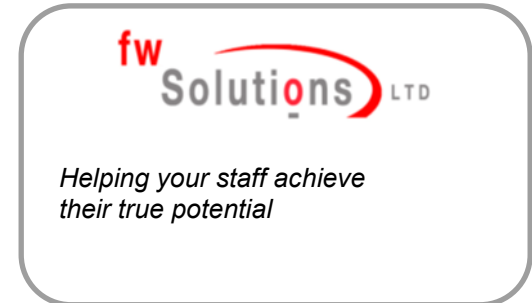 fw
Solutions LTD
Helping your staff achieve
their true potential